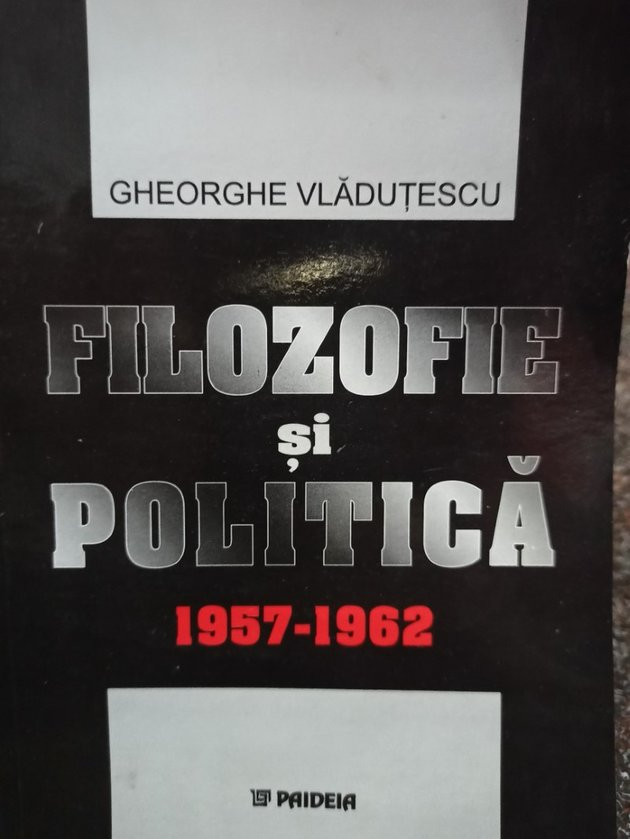 GHEORGHE VLĂDUȚESCU
FILOZOFIE
și
POLITICĂ
1957-1962
PAIDEIA